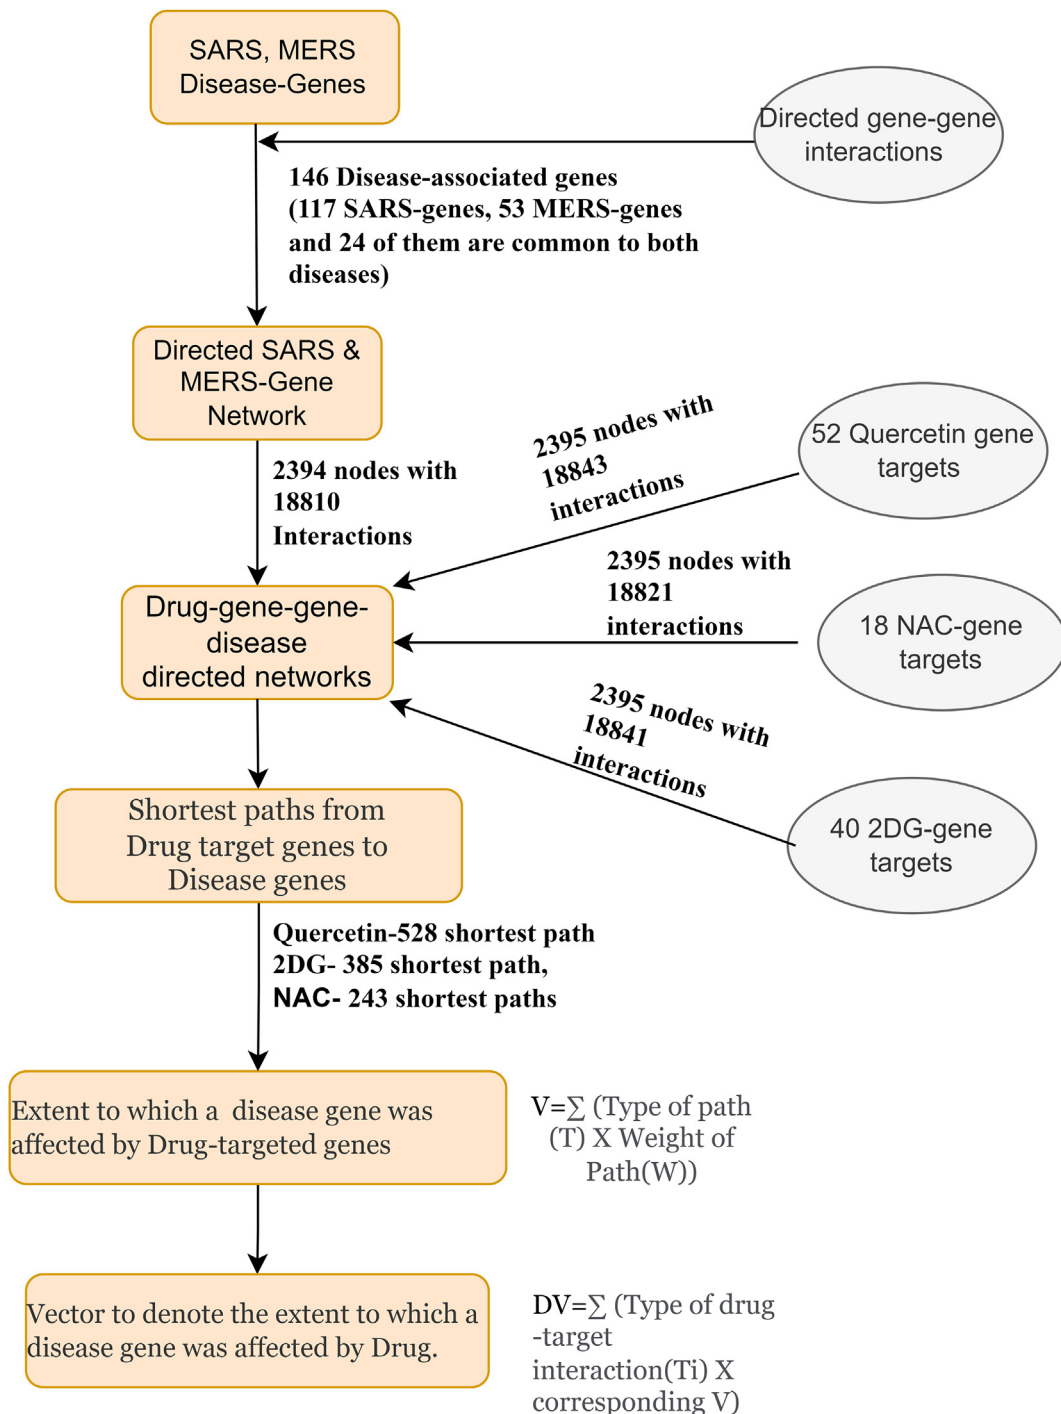 SARS, MERS
Disease-Genes
Directed gene-gene
interactions
146 Disease-associated genes
(117 SARS-genes, 53 MERS-genes
and 24 of them are common to both
diseases)
Directed SARS &
MERS-Gene
Network
2394 nodes with
18810
Interactions
2395 nodes with
18843
interactions
52 Quercetin gene
targets
Drug-gene-gene-
disease
directed networks
2395 nodes with
18821
interactions
18 NAC-gene
targets
2395 nodes with
18841
interactions
40 2DG-gene
targets
Shortest paths from
Drug target genes to
Disease genes
Quercetin-528 shortest path
2DG- 385 shortest path,
NAC- 243 shortest paths
Extent to which a  disease gene was
affected by Drug-targeted genes
V=∑ (Type of path
(T) X Weight of
Path(W))
Vector to denote the extent to which a
disease gene was affected by Drug.
DV=∑ (Type of drug
-target
interaction(Ti) X
corresponding V)